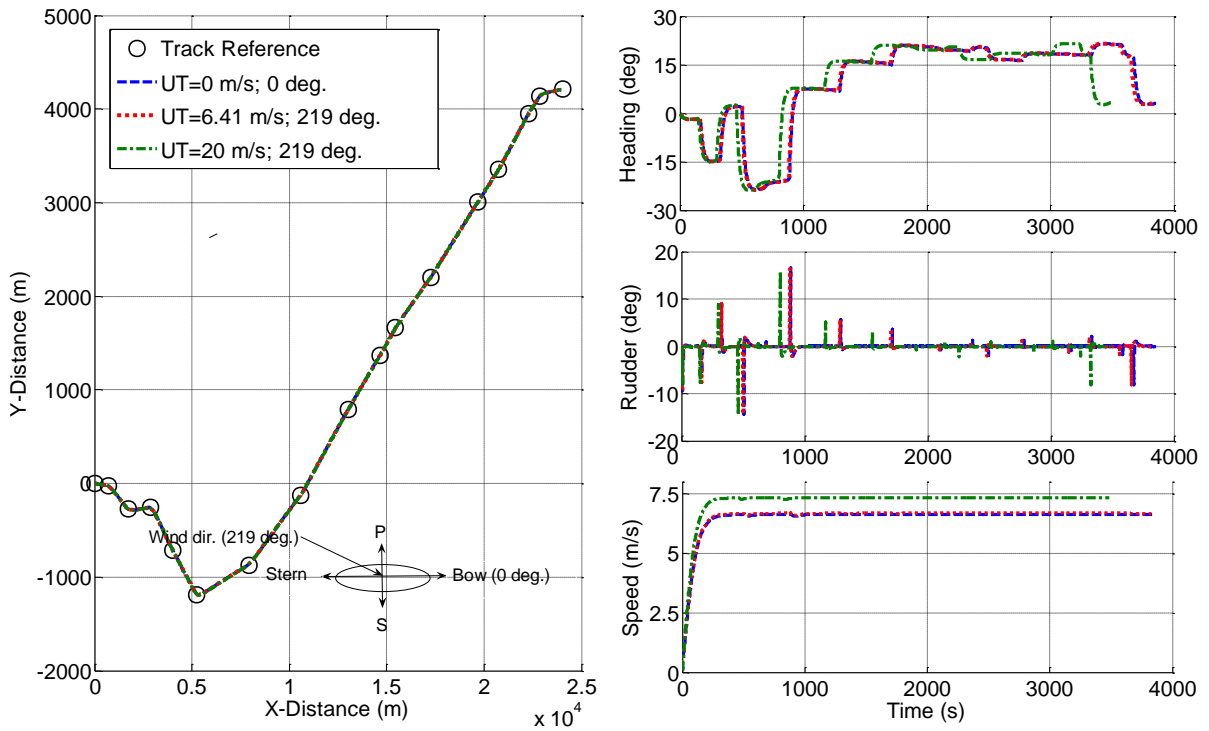 5000
4000
3000
2000
1000
0
-1000
-2000
Y-Distance (m)
Track Reference
UT=0 m/s; 0 deg.
UT=6.41 m/s; 219 deg.
UT=20 m/s; 219 deg.
Wind dir. (219 deg.)
P
Stern
Bow (0 deg.)
S
0 0.5 1 1.5 2 2.5
X-Distance (m)
x 10^4
30
15
0
-15
-30
Heading (deg)
0 1000 2000 3000 4000
20
10
0
-10
-20
Rudder (deg)
0 1000 2000 3000 4000
7.5
5
2.5
0
Speed (m/s)
0 1000 2000 3000 4000
Time (s)